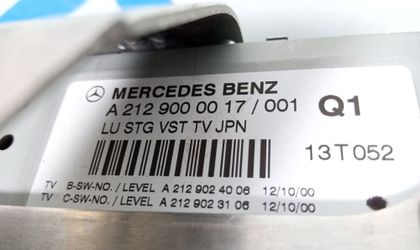 MERCEDES BENZ
A 212 900 00 17 / 001 Q1
LU STG VST TV JPN
13T052
TV B-SW-NO. / LEVEL A 212 902 40 06 12/10/00
TV C-SW-NO. / LEVEL A 212 902 31 06 12/10/00